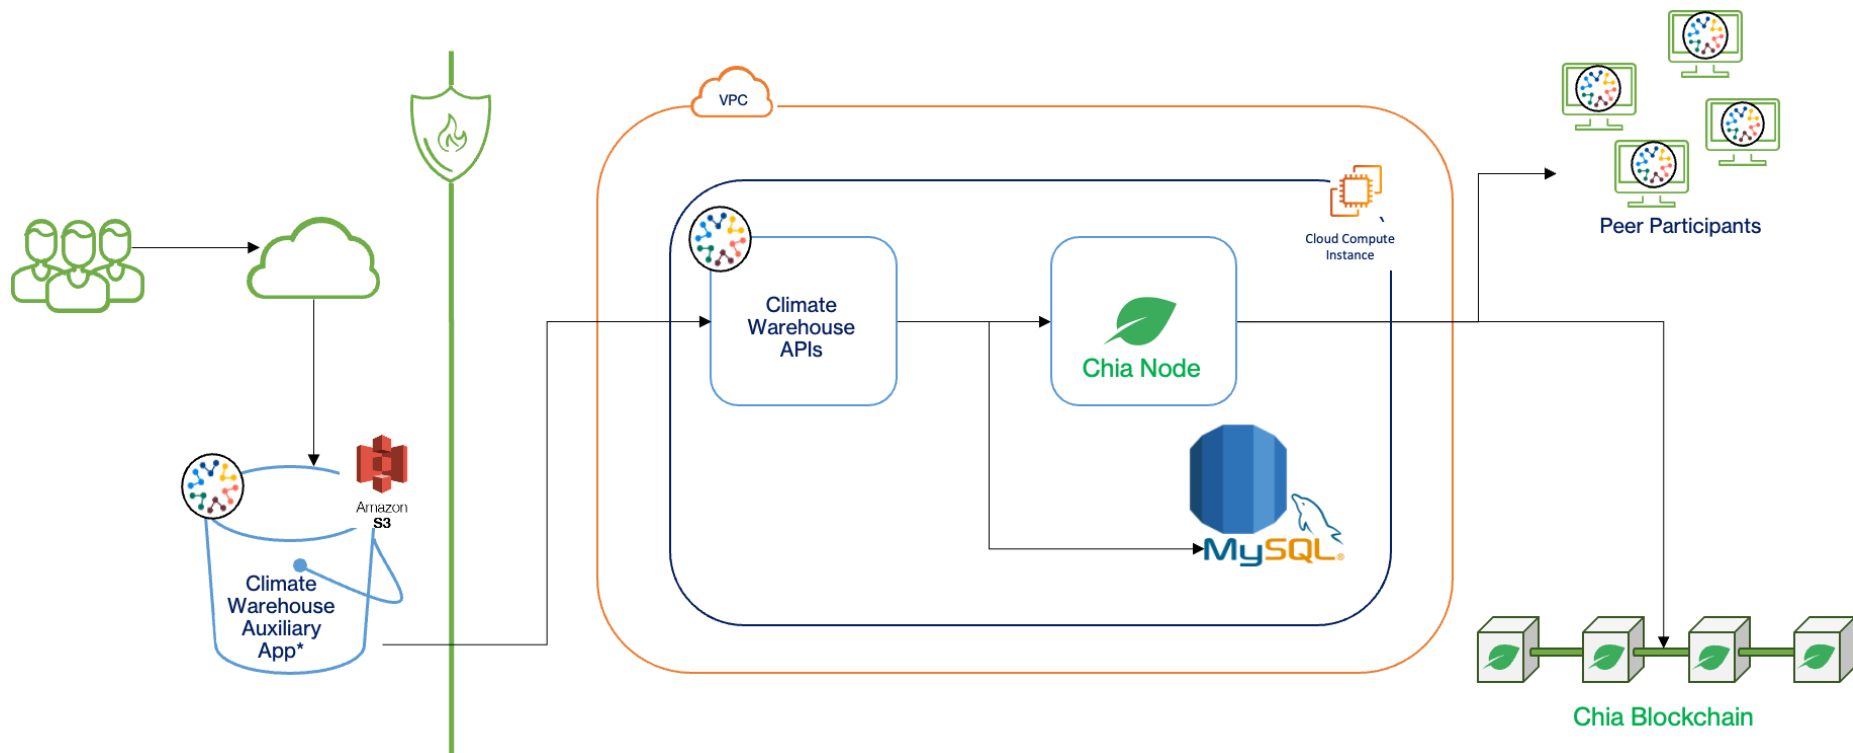 VPC
Cloud Compute
Instance
Peer Participants
Climate
Warehouse
APIs
Chia Node
Amazon
S3
MySQL®
Climate
Warehouse
Auxiliary
App*
Chia Blockchain